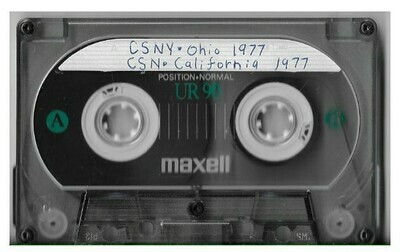 CSNY • Ohio 1977
CSN • California 1977
POSITION • NORMAL
UR 90
A
maxell